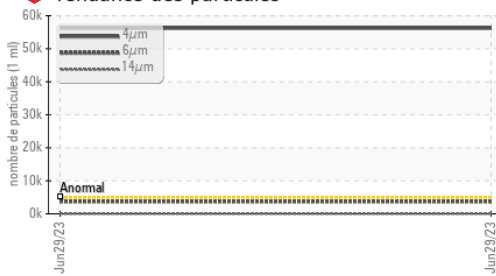 Tendance des particules
60k
50k
40k
30k
20k
10k
0k
nombre de particules (1 ml)
4µm
6µm
14µm
Anormal
Jun29/23
Jun29/23